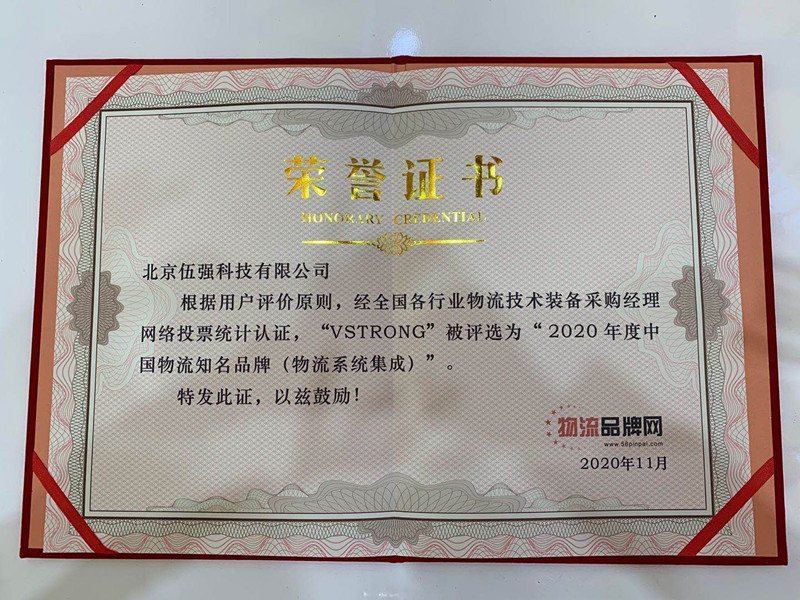 荣誉证书
HONORARY CREDENTIAL
北京伍强科技有限公司
根据用户评价原则，经全国各行业物流技术装备采购经理
网络投票统计认证，“VSTRONG”被评选为“2020年度中
国物流知名品牌（物流系统集成）”。
特发此证，以兹鼓励！
物流品牌网
www.56pinpai.com
2020年11月